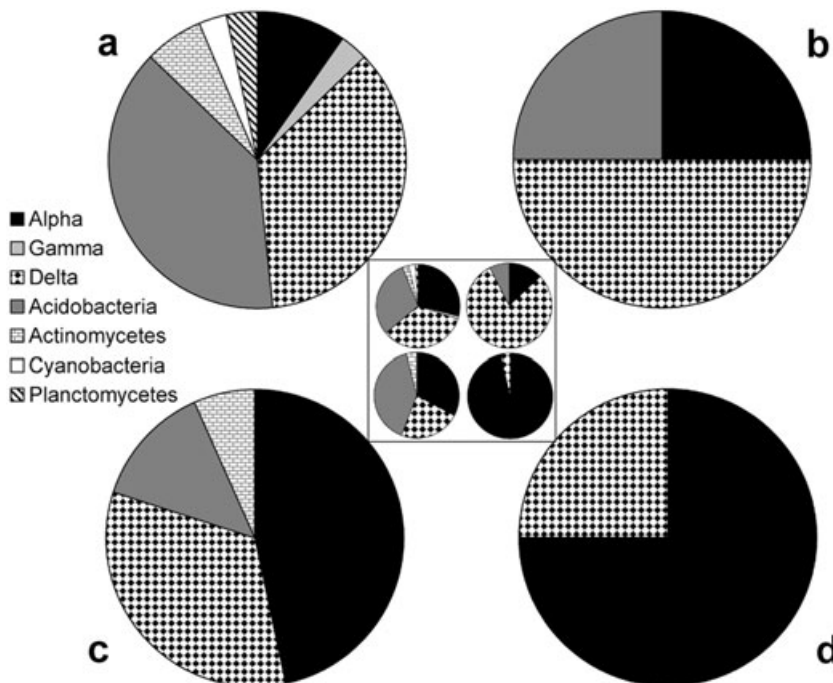 a
b
Alpha
Gamma
Delta
Acidobacteria
Actinomycetes
Cyanobacteria
Planctomycetes
c
d